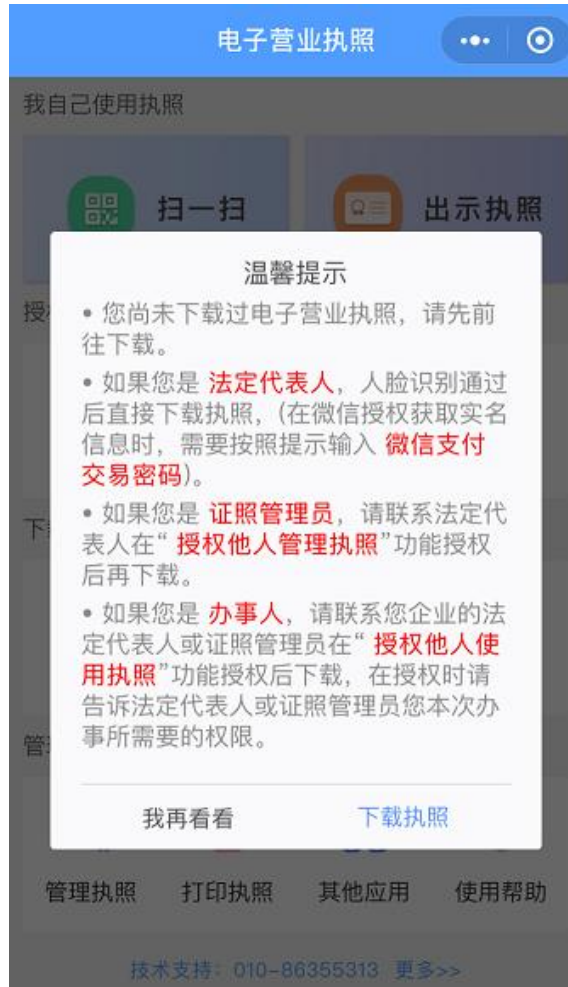 电子营业执照
我自己使用执照
扫一扫
出示执照
温馨提示
授
• 您尚未下载过电子营业执照，请先前
往下载。
• 如果您是 法定代表人，人脸识别通过
后直接下载执照，(在微信授权获取实名
信息时，需要按照提示输入 微信支付
交易密码)。
下
• 如果您是 证照管理员，请联系法定代
表人在“ 授权他人管理执照”功能授权
后再下载。
• 如果您是 办事人，请联系您企业的法
定代表人或证照管理员在“ 授权他人使
用执照”功能授权后下载，在授权时请
告诉法定代表人或证照管理员您本次办
事所需要的权限。
管
我再看看
下载执照
管理执照
打印执照
其他应用
使用帮助
技术支持：010-86355313 更多>>